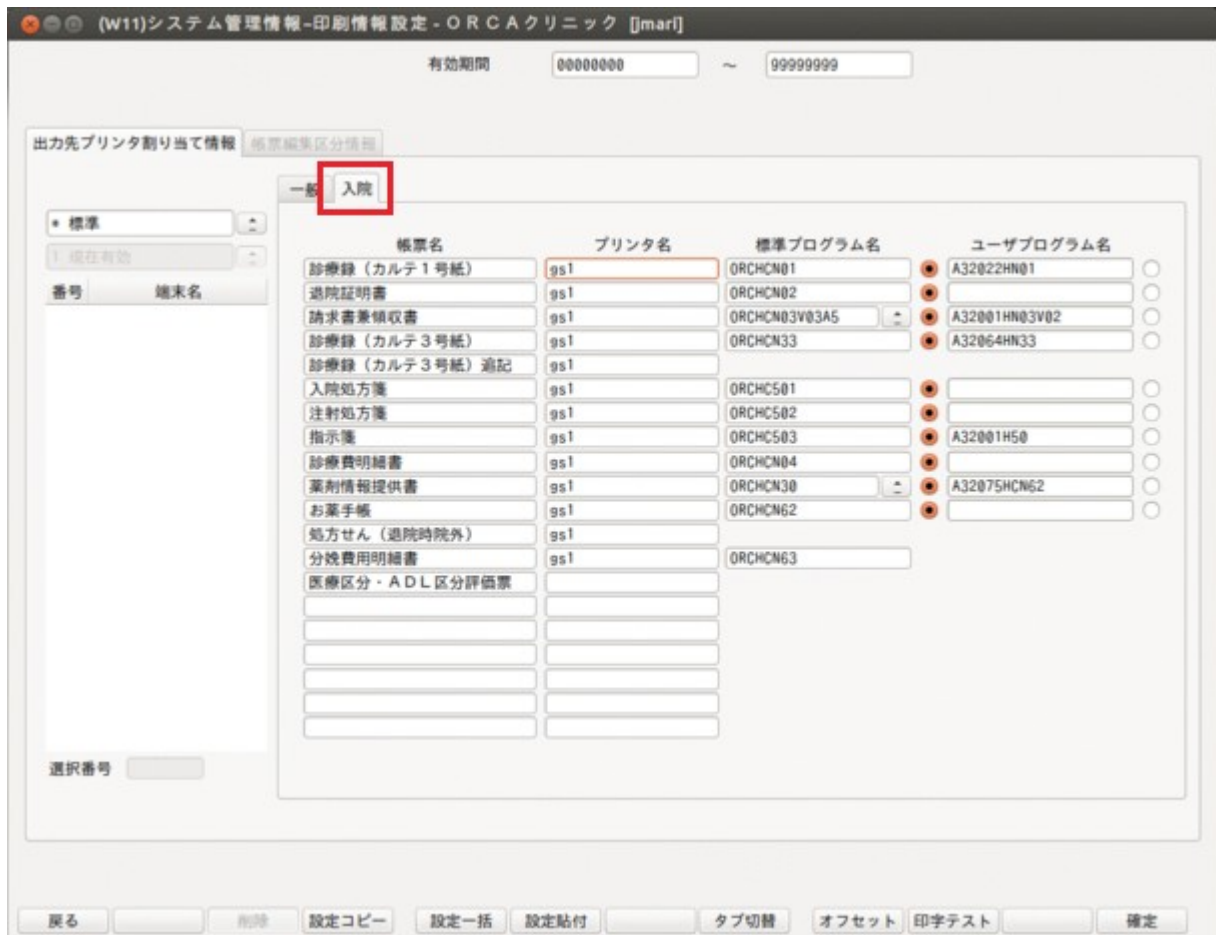 (W11)システム管理情報-印刷情報設定-ORCAクリニック [jmari]
有効期間 00000000 ～ 99999999
出力先プリンタ割り当て情報 帳票編集区分情報
一般 入院
* 標準
1 現在有効
番号 端末名
帳票名 プリンタ名 標準プログラム名 ユーザプログラム名
診療録（カルテ１号紙） gs1 ORCHCN01 A32022HN01
退院証明書 gs1 ORCHCN02
請求書兼領収書 gs1 ORCHCN03V03A5 A32001HN03V02
診療録（カルテ３号紙） gs1 ORCHCN33 A32064HN33
診療録（カルテ３号紙）追記 gs1
入院処方箋 gs1 ORCHC501
注射処方箋 gs1 ORCHC502
指示箋 gs1 ORCHC503 A32001H50
診療費明細書 gs1 ORCHCN04
薬剤情報提供書 gs1 ORCHCN30 A32075HCN62
お薬手帳 gs1 ORCHCN62
処方せん（退院時院外） gs1
分娩費用明細書 gs1 ORCHCN63
医療区分・ＡＤＬ区分評価票
選択番号
戻る 削除 設定コピー 設定一括 設定貼付 タブ切替 オフセット 印字テスト 確定